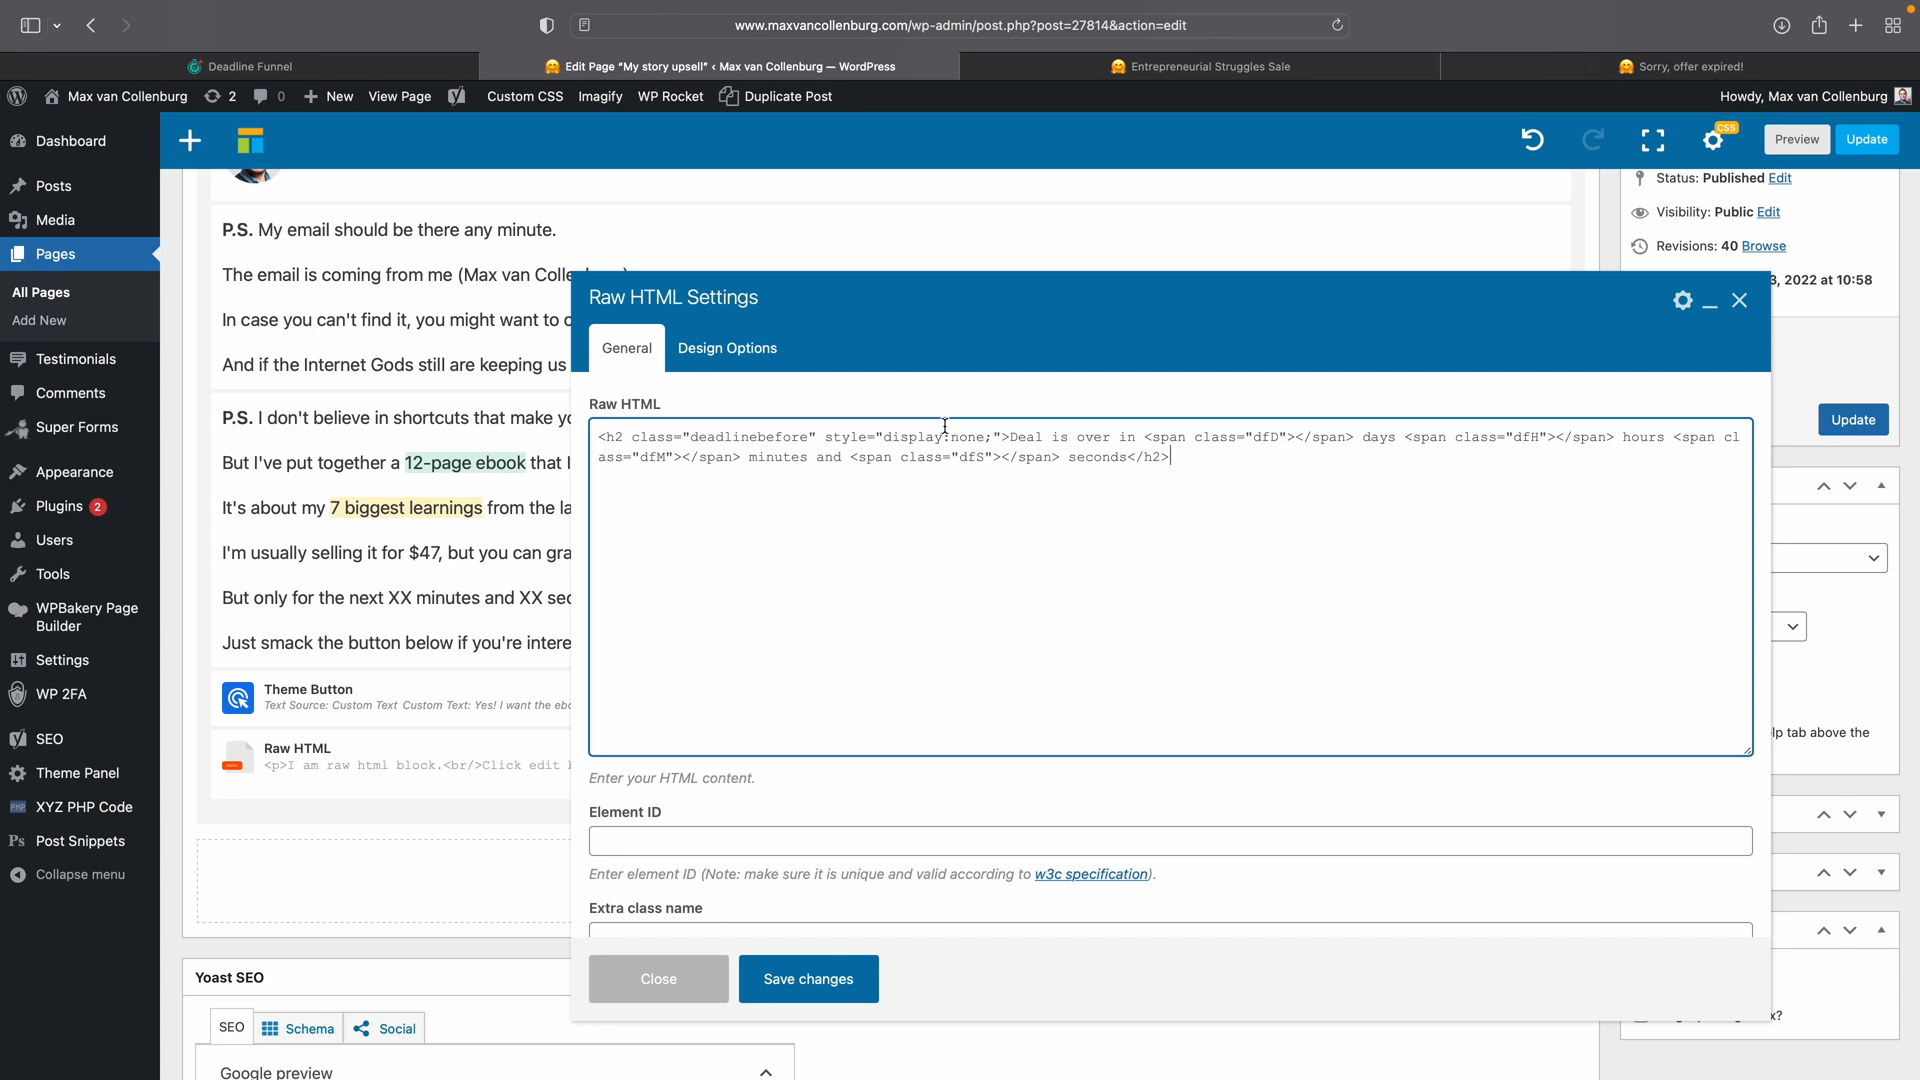 www.maxvancollenburg.com/wp-admin/post.php?post=27814&action=edit
Deadline Funnel
Edit Page "My story upsell" ‹ Max van Collenburg — WordPress
Entrepreneurial Struggles Sale
Sorry, offer expired!
Max van Collenburg
2
0
New
View Page
Custom CSS
Imagify
WP Rocket
Duplicate Post
Howdy, Max van Collenburg
Dashboard
CSS
Preview
Update
Posts
Media
Pages
All Pages
Add New
Testimonials
Comments
Super Forms
Appearance
Plugins 2
Users
Tools
WPBakery Page
Builder
Settings
WP 2FA
SEO
Theme Panel
PHP
XYZ PHP Code
Ps
Post Snippets
Collapse menu
Status: Published Edit
Visibility: Public Edit
Revisions: 40 Browse
3, 2022 at 10:58
Update
P.S. My email should be there any minute.
The email is coming from me (Max van Colle
In case you can't find it, you might want to c
And if the Internet Gods still are keeping us
P.S. I don't believe in shortcuts that make yo
But I've put together a 12-page ebook that I
It's about my 7 biggest learnings from the la
I'm usually selling it for $47, but you can gra
But only for the next XX minutes and XX sec
Just smack the button below if you're intere
Theme Button
Text Source: Custom Text Custom Text: Yes! I want the ebo
Raw HTML
<p>I am raw html block.<br/>Click edit b
Raw HTML Settings
General
Design Options
Raw HTML
<h2 class="deadlinebefore" style="display:none;">Deal is over in <span class="dfD"></span> days <span class="dfH"></span> hours <span cl
ass="dfM"></span> minutes and <span class="dfS"></span> seconds</h2>
Enter your HTML content.
Element ID
Enter element ID (Note: make sure it is unique and valid according to w3c specification).
Extra class name
Close
Save changes
lp tab above the
x?
Yoast SEO
SEO
Schema
Social
Google preview